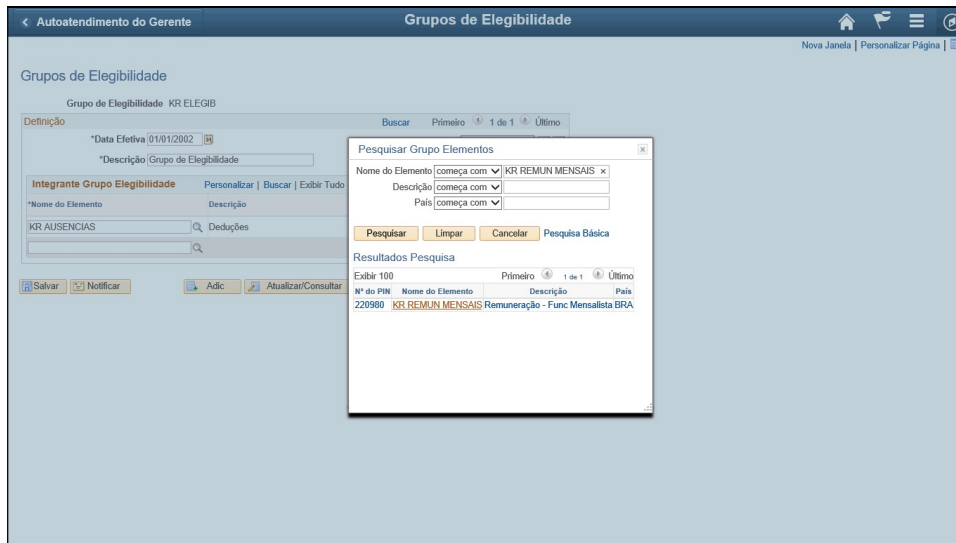 Autoatendimento do Gerente
Grupos de Elegibilidade
Nova Janela | Personalizar Página |
Grupos de Elegibilidade
Grupo de Elegibilidade KR ELEGIB
Definição Buscar Primeiro 1 de 1 Último
*Data Efetiva 01/01/2002
*Descrição Grupo de Elegibilidade
Integrante Grupo Elegibilidade Personalizar | Buscar | Exibir Tudo
*Nome do Elemento Descrição
KR AUSENCIAS Deduções
Salvar Notificar Adic Atualizar/Consultar
Pesquisar Grupo Elementos
Nome do Elemento começa com KR REMUN MENSAIS
Descrição começa com
País começa com
Pesquisar Limpar Cancelar Pesquisa Básica
Resultados Pesquisa
Exibir 100 Primeiro 1 de 1 Último
Nº do PIN Nome do Elemento Descrição País
220980 KR REMUN MENSAIS Remuneração - Func Mensalista BRA